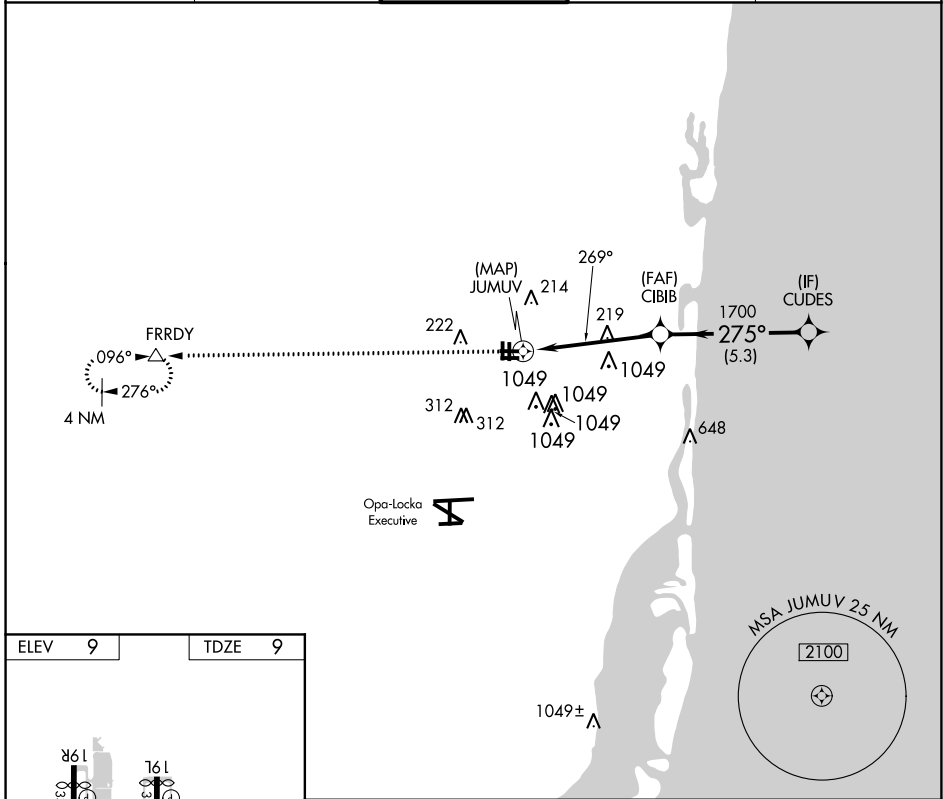 (MAP)
JUMUV
214
269°
(FAF)
CIBIB
(IF)
CUDES
219
1700
275°
(5.3)
222
FRRDY
096°
276°
4 NM
1049
1049
1049
1049
1049
312
312
648
Opa-Locka
Executive
MSA JUMUV 25 NM
2100
1049±
ELEV 9
TDZE 9
19R
19L